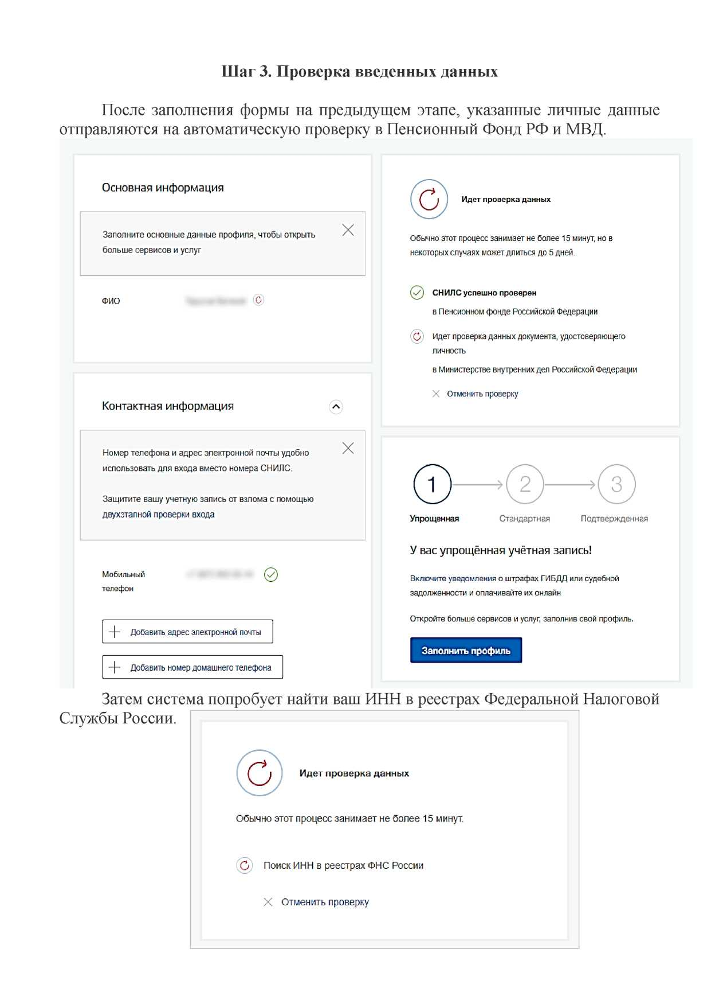 Шаг 3. Проверка введенных данных
После заполнения формы на предыдущем этапе, указанные личные данные
отправляются на автоматическую проверку в Пенсионный Фонд РФ и МВД.
Основная информация
Заполните основные данные профиля, чтобы открыть
больше сервисов и услуг
ФИО
Контактная информация
Номер телефона и адрес электронной почты удобно
использовать для входа вместо номера СНИЛС.
Защитите вашу учетную запись от взлома с помощью
двухэтапной проверки входа
Мобильный
телефон
Добавить адрес электронной почты
Добавить номер домашнего телефона
Идет проверка данных
Обычно этот процесс занимает не более 15 минут, но в
некоторых случаях может длиться до 5 дней.
СНИЛС успешно проверен
в Пенсионном фонде Российской Федерации
Идет проверка данных документа, удостоверяющего
личность
в Министерстве внутренних дел Российской Федерации
Отменить проверку
1 2 3
Упрощенная Стандартная Подтвержденная
У вас упрощённая учётная запись!
Включите уведомления о штрафах ГИБДД или судебной
задолженности и оплачивайте их онлайн
Откройте больше сервисов и услуг, заполнив свой профиль.
Заполнить профиль
Затем система попробует найти ваш ИНН в реестрах Федеральной Налоговой
Службы России.
Идет проверка данных
Обычно этот процесс занимает не более 15 минут.
Поиск ИНН в реестрах ФНС России
Отменить проверку